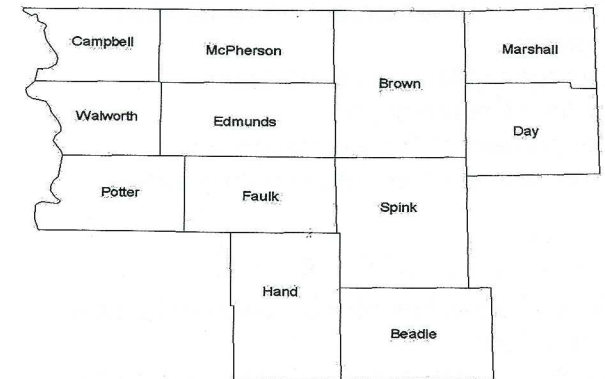 Campbell
McPherson
Brown
Marshall
Walworth
Edmunds
Day
Potter
Faulk
Spink
Hand
Beadle